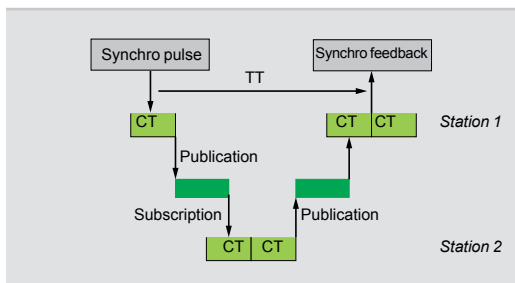 Synchro pulse
Synchro feedback
TT
CT
CT CT
Station 1
Publication
Subscription
Publication
CT CT
Station 2